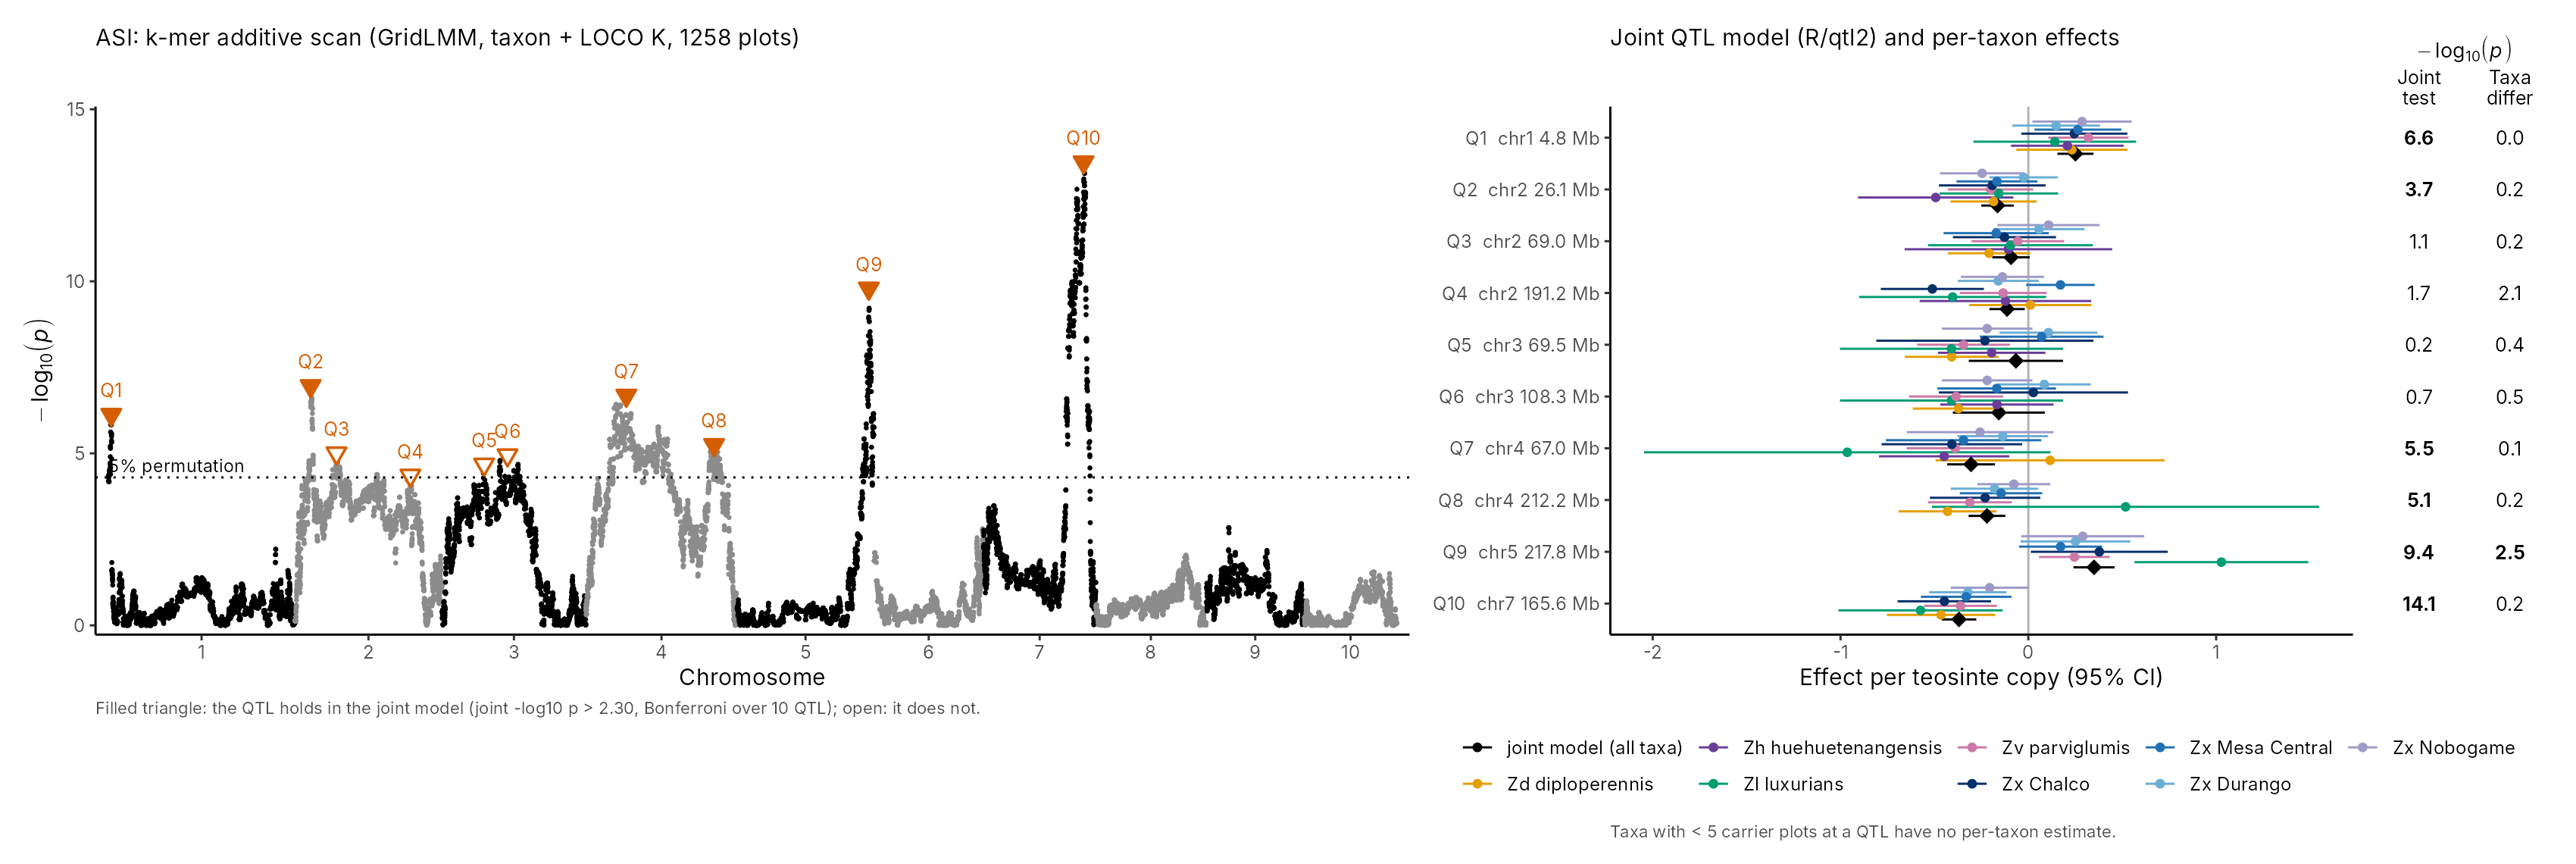 ASI: k-mer additive scan (GridLMM, taxon + LOCO K, 1258 plots)
− log10(p)
15
10
5
0
5% permutation
Q1
Q2
Q3
Q4
Q5
Q6
Q7
Q8
Q9
Q10
1 2 3 4 5 6 7 8 9 10
Chromosome
Filled triangle: the QTL holds in the joint model (joint -log10 p > 2.30, Bonferroni over 10 QTL); open: it does not.
Joint QTL model (R/qtl2) and per-taxon effects
− log10(p)
Joint test
Taxa differ
Q1 chr1 4.8 Mb 6.6 0.0
Q2 chr2 26.1 Mb 3.7 0.2
Q3 chr2 69.0 Mb 1.1 0.2
Q4 chr2 191.2 Mb 1.7 2.1
Q5 chr3 69.5 Mb 0.2 0.4
Q6 chr3 108.3 Mb 0.7 0.5
Q7 chr4 67.0 Mb 5.5 0.1
Q8 chr4 212.2 Mb 5.1 0.2
Q9 chr5 217.8 Mb 9.4 2.5
Q10 chr7 165.6 Mb 14.1 0.2
-2 -1 0 1
Effect per teosinte copy (95% CI)
joint model (all taxa) Zh huehuetenangensis Zv parviglumis Zx Mesa Central Zx Nobogame
Zd diploperennis Zl luxurians Zx Chalco Zx Durango
Taxa with < 5 carrier plots at a QTL have no per-taxon estimate.